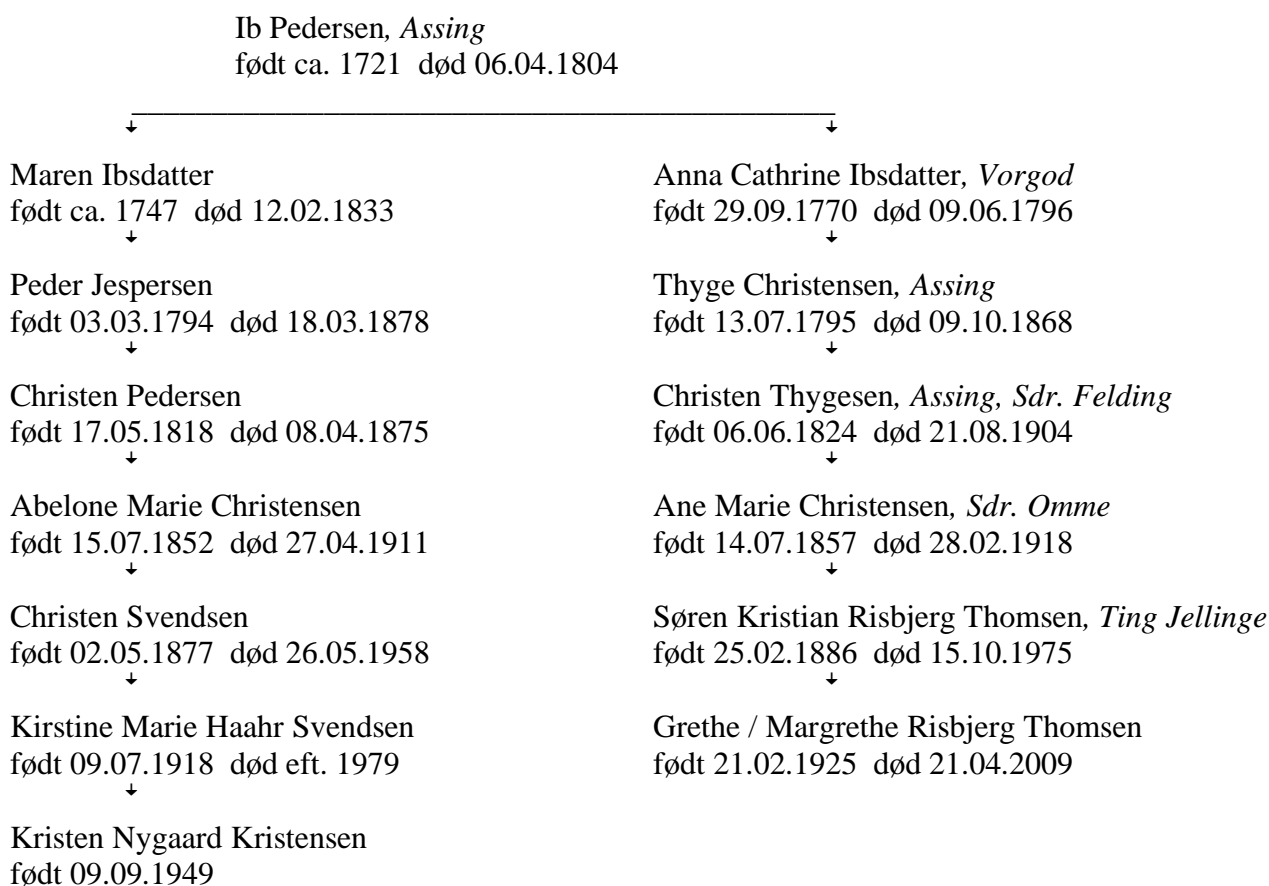 Ib Pedersen, Assing
født ca. 1721 død 06.04.1804
Maren Ibsdatter
født ca. 1747 død 12.02.1833
Anna Cathrine Ibsdatter, Vorgod
født 29.09.1770 død 09.06.1796
Peder Jespersen
født 03.03.1794 død 18.03.1878
Thyge Christensen, Assing
født 13.07.1795 død 09.10.1868
Christen Pedersen
født 17.05.1818 død 08.04.1875
Christen Thygesen, Assing, Sdr. Felding
født 06.06.1824 død 21.08.1904
Abelone Marie Christensen
født 15.07.1852 død 27.04.1911
Ane Marie Christensen, Sdr. Omme
født 14.07.1857 død 28.02.1918
Christen Svendsen
født 02.05.1877 død 26.05.1958
Søren Kristian Risbjerg Thomsen, Ting Jellinge
født 25.02.1886 død 15.10.1975
Kirstine Marie Haahr Svendsen
født 09.07.1918 død eft. 1979
Grethe / Margrethe Risbjerg Thomsen
født 21.02.1925 død 21.04.2009
Kristen Nygaard Kristensen
født 09.09.1949